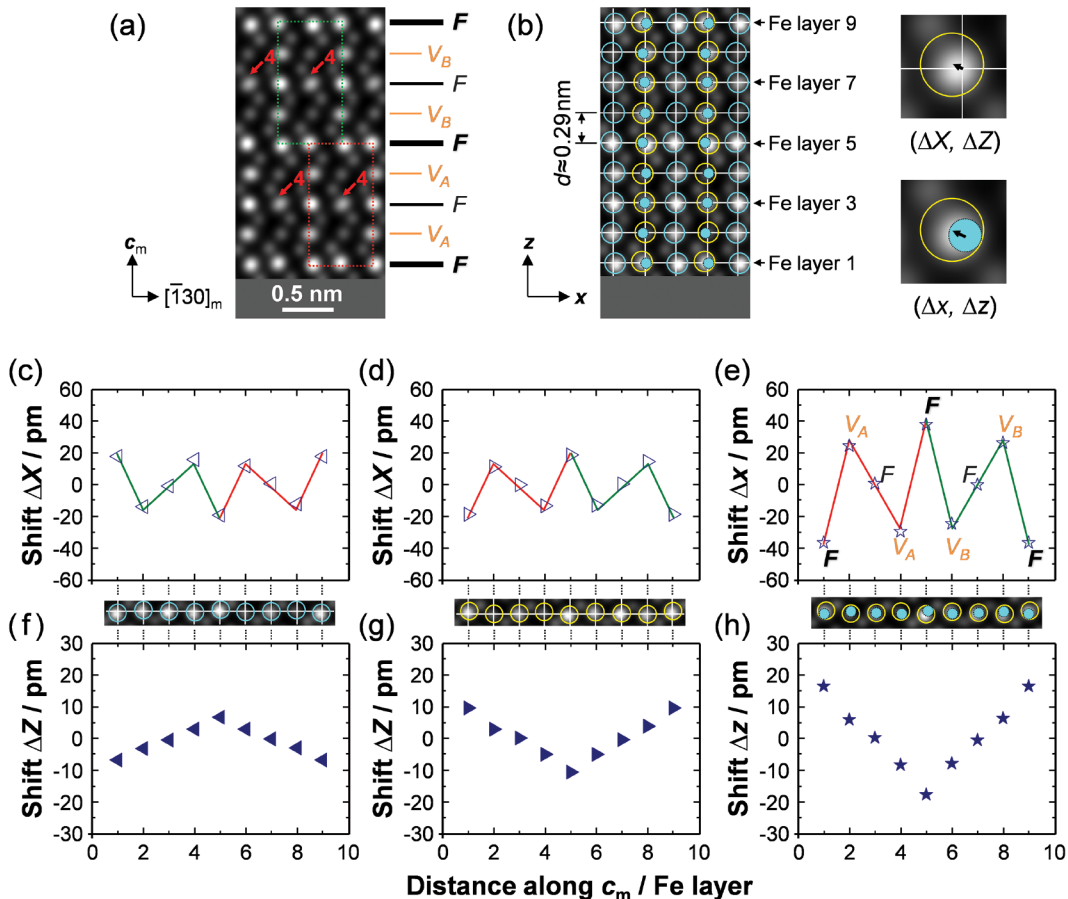 (a)
4
4
4
4
F
V_B
F
V_B
F
V_A
F
V_A
F
c_m
[1̄30]_m
0.5 nm
(b)
d≈0.29nm
Fe layer 9
Fe layer 7
Fe layer 5
Fe layer 3
Fe layer 1
z
x
(ΔX, ΔZ)
(Δx, Δz)
(c)
Shift ΔX / pm
60
40
20
0
-20
-40
-60
(d)
60
40
20
0
-20
-40
-60
(e)
Shift Δx / pm
60
40
20
0
-20
-40
-60
F
V_A
F
V_A
F
V_B
F
V_B
F
(f)
Shift ΔZ / pm
30
20
10
0
-10
-20
-30
0 2 4 6 8 10
(g)
30
20
10
0
-10
-20
-30
0 2 4 6 8 10
(h)
Shift Δz / pm
30
20
10
0
-10
-20
-30
0 2 4 6 8 10
Distance along c_m / Fe layer